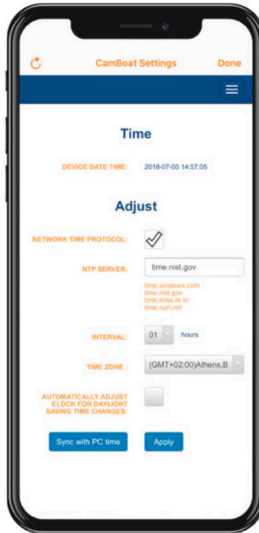 CamBoat Settings Done
Time
DEVICE DATE TIME: 2018-07-05 14:57:05
Adjust
NETWORK TIME PROTOCOL:
NTP SERVER: time.nist.gov
time.windows.com
time.nist.gov
time.kriss.re.kr
time.nuri.net
INTERVAL: 01 hours
TIME ZONE : (GMT+02:00)Athens,B
AUTOMATICALLY ADJUST
CLOCK FOR DAYLIGHT
SAVING TIME CHANGES:
Sync with PC time Apply